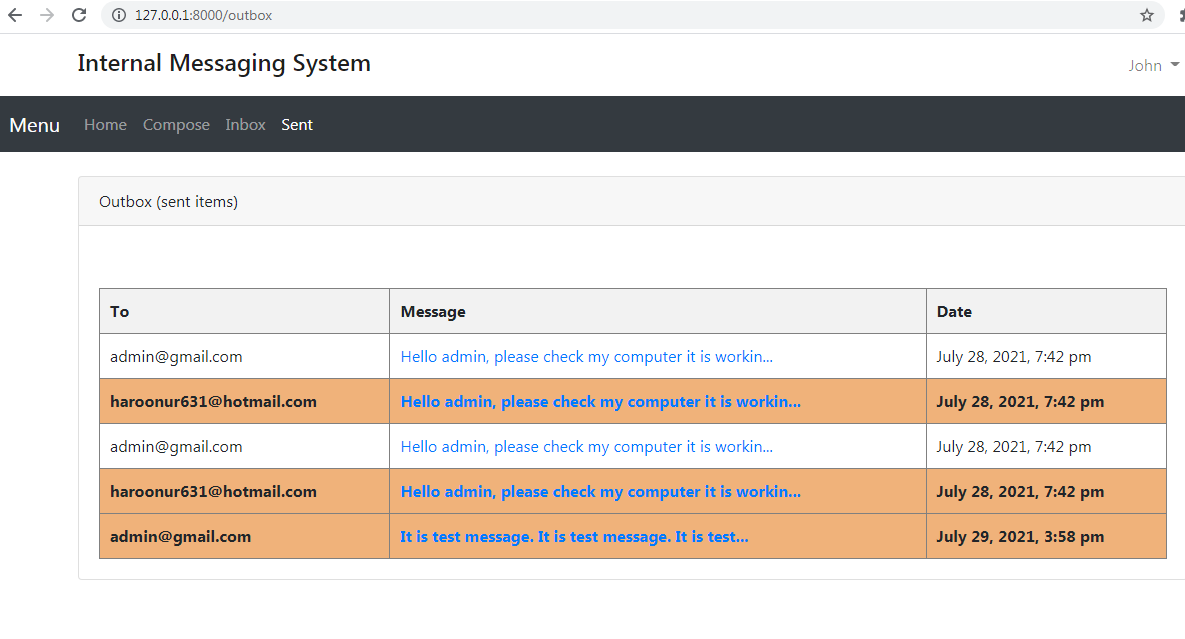 127.0.0.1:8000/outbox
Internal Messaging System
John
Menu Home Compose Inbox Sent
Outbox (sent items)
To Message Date
admin@gmail.com Hello admin, please check my computer it is workin... July 28, 2021, 7:42 pm
haroonur631@hotmail.com Hello admin, please check my computer it is workin... July 28, 2021, 7:42 pm
admin@gmail.com Hello admin, please check my computer it is workin... July 28, 2021, 7:42 pm
haroonur631@hotmail.com Hello admin, please check my computer it is workin... July 28, 2021, 7:42 pm
admin@gmail.com It is test message. It is test message. It is test... July 29, 2021, 3:58 pm